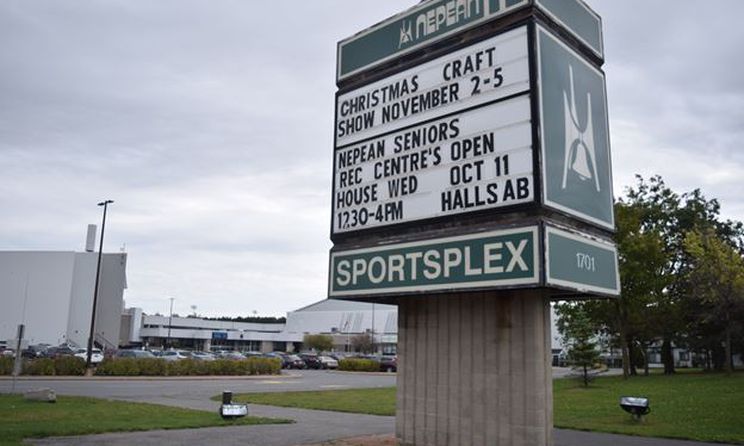 NEPEAN
CHRISTMAS CRAFT
SHOW NOVEMBER 2-5
NEPEAN SENIORS
REC CENTRE'S OPEN
HOUSE WED OCT 11
1230-4PM HALLS AB
SPORTSPLEX
1701